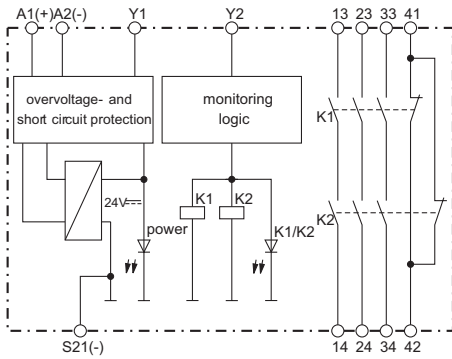 A1(+) A2(-) Y1 Y2 13 23 33 41
overvoltage- and
short circuit protection
monitoring
logic
K1
24V
K1 K2
power
K1/K2
K2
S21(-)
14 24 34 42